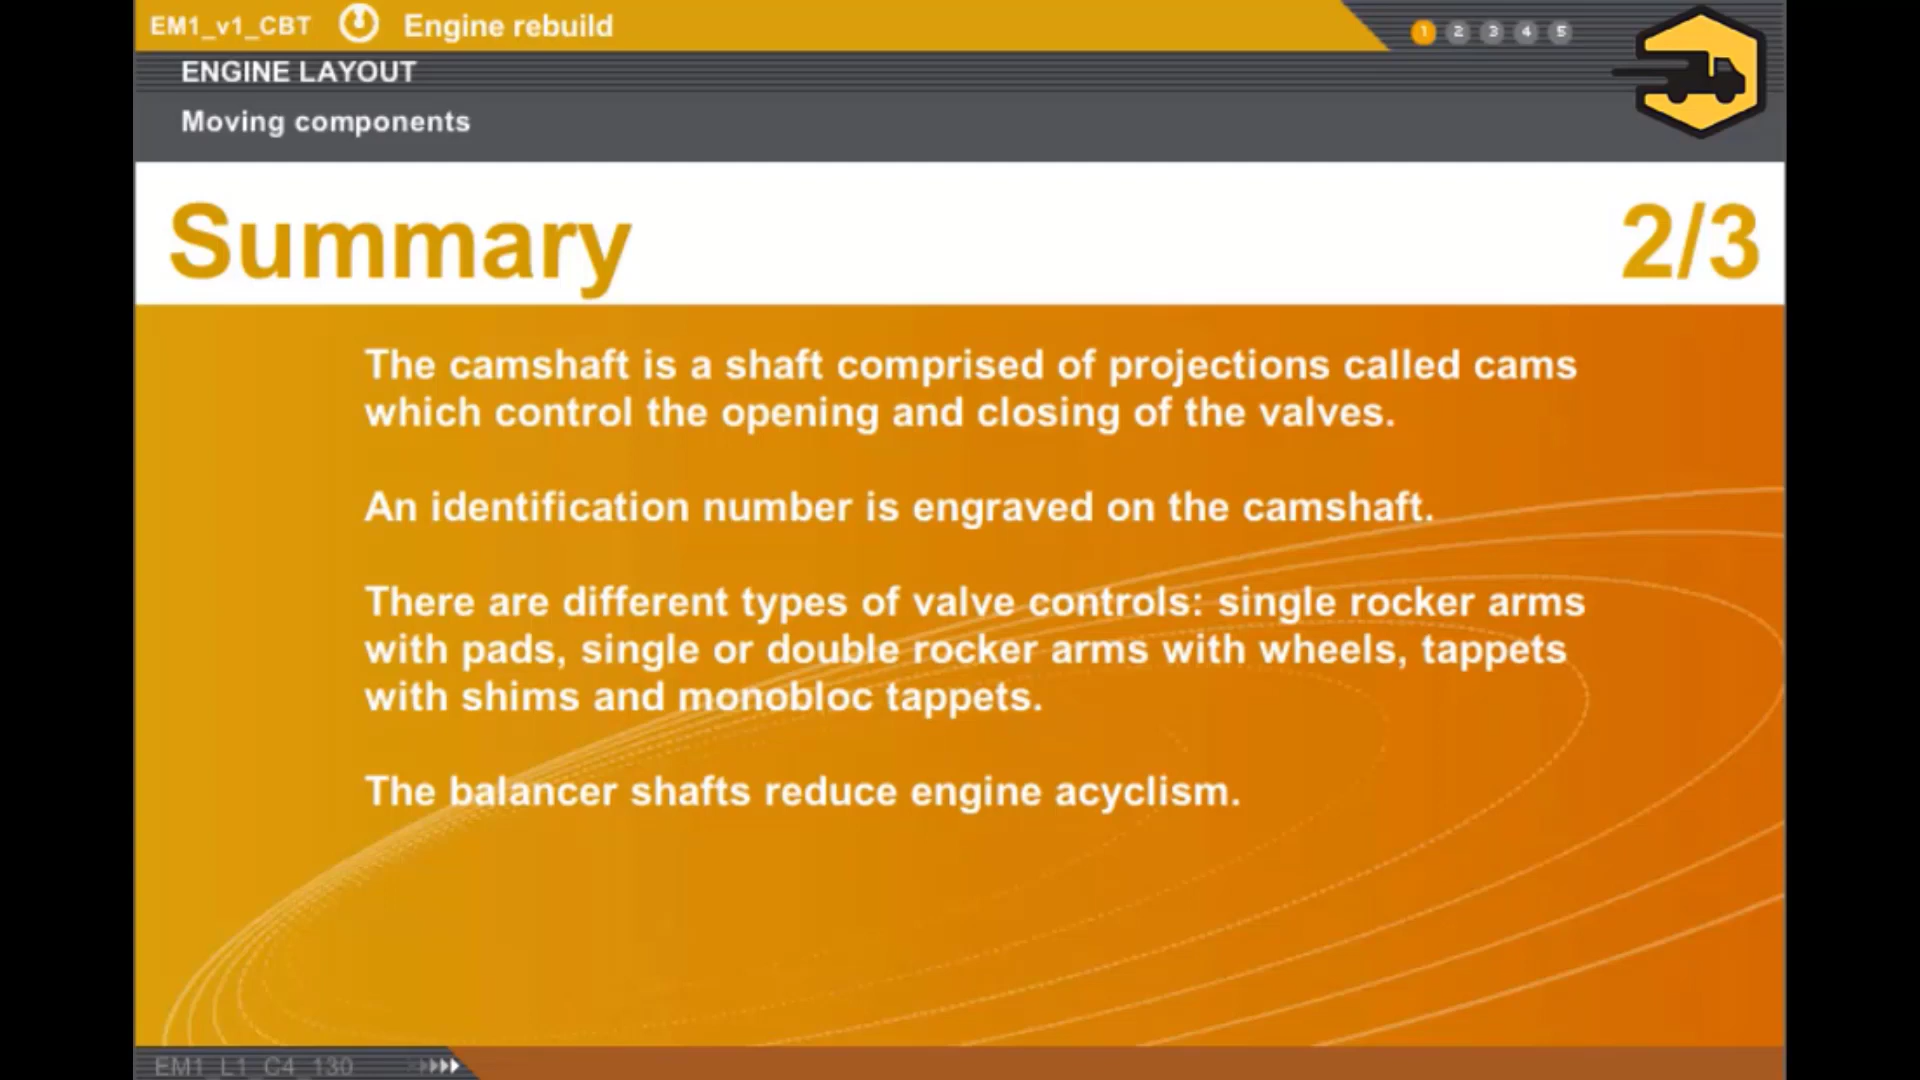 EM1_v1_CBT Engine rebuild 1 2 3 4 5
ENGINE LAYOUT
Moving components
Summary 2/3
The camshaft is a shaft comprised of projections called cams
which control the opening and closing of the valves.
An identification number is engraved on the camshaft.
There are different types of valve controls: single rocker arms
with pads, single or double rocker arms with wheels, tappets
with shims and monobloc tappets.
The balancer shafts reduce engine acyclism.
EM1_L1_C4_130